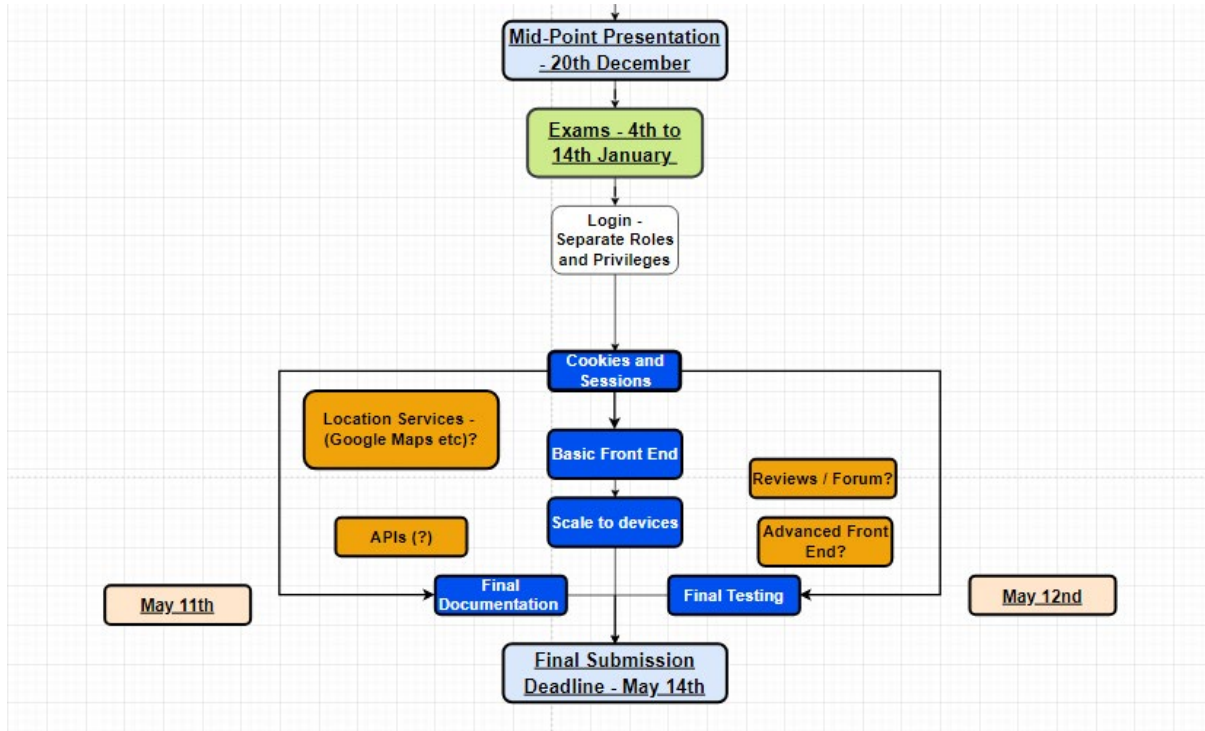 Mid-Point Presentation
- 20th December
Exams - 4th to
14th January
Login -
Separate Roles
and Privileges
Cookies and
Sessions
Location Services -
(Google Maps etc)?
Basic Front End
Reviews / Forum?
Scale to devices
APIs (?)
Advanced Front
End?
May 11th
Final
Documentation
Final Testing
May 12nd
Final Submission
Deadline - May 14th